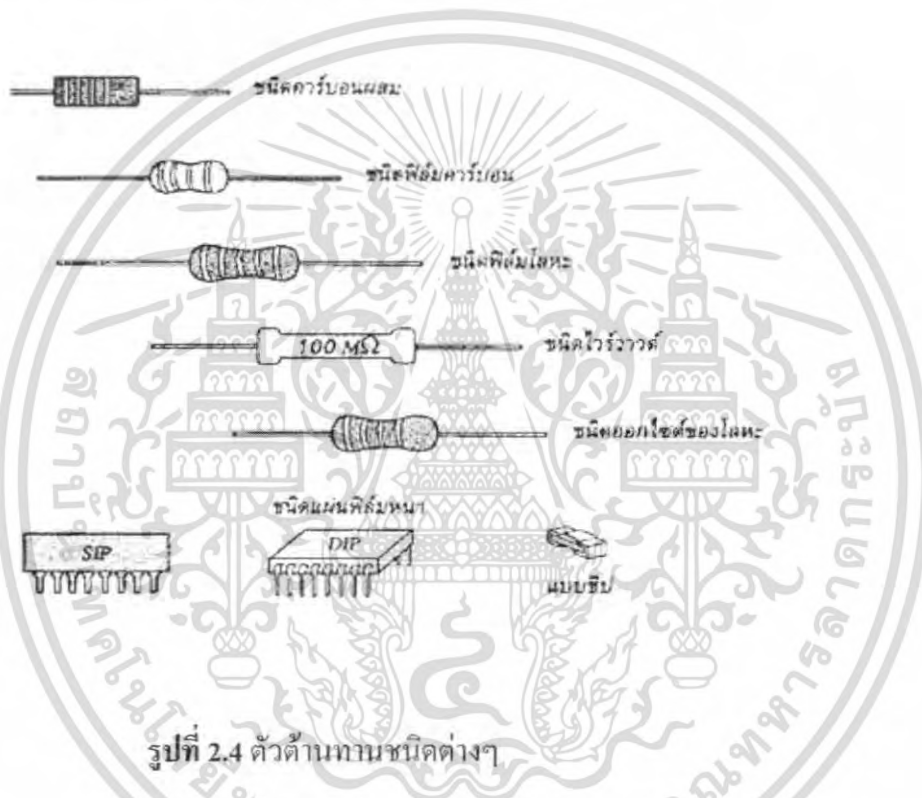 ชนิดคาร์บอนผสม
ชนิดฟิล์มคาร์บอน
ชนิดฟิล์มโลหะ
100 MΩ
ชนิดไวร์วาวด์
ชนิดออกไซด์ของโลหะ
ชนิดแผ่นฟิล์มหนา
SIP
DIP
แบบชิป
รูปที่ 2.4 ตัวต้านทานชนิดต่างๆ